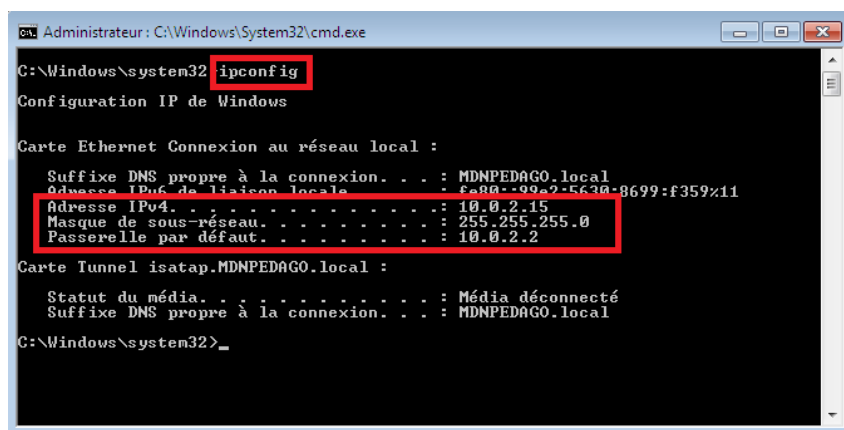 Administrateur : C:\Windows\System32\cmd.exe
C:\Windows\system32>ipconfig
Configuration IP de Windows
Carte Ethernet Connexion au réseau local :
Suffixe DNS propre à la connexion. . . : MDNPEDAGO.local
Adresse IPv6 de liaison locale. . . . .: fe80::99e2:5630:8699:f359%11
Adresse IPv4. . . . . . . . . . . . . .: 10.0.2.15
Masque de sous-réseau. . . . . . . . . : 255.255.255.0
Passerelle par défaut. . . . . . . . . : 10.0.2.2
Carte Tunnel isatap.MDNPEDAGO.local :
Statut du média. . . . . . . . . . . . : Média déconnecté
Suffixe DNS propre à la connexion. . . : MDNPEDAGO.local
C:\Windows\system32>_